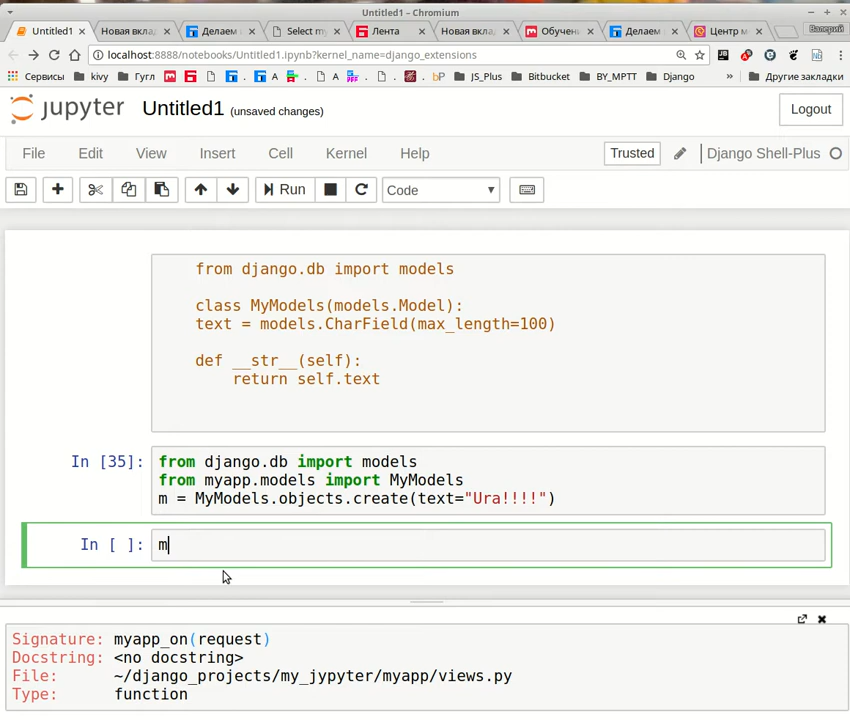 Untitled1 - Chromium
Untitled1 Новая вкла Делаем Select my Лента Новая вкла Обучен Делаем Центр м Валерий
localhost:8888/notebooks/Untitled1.ipynb?kernel_name=django_extensions
Сервисы kivy Гугл A A JS_Plus Bitbucket BY_MPTT Django » Другие закладки
jupyter Untitled1 (unsaved changes) Logout
File Edit View Insert Cell Kernel Help Trusted Django Shell-Plus
Run Code
from django.db import models
class MyModels(models.Model):
text = models.CharField(max_length=100)
def __str__(self):
return self.text
In [35]: from django.db import models
from myapp.models import MyModels
m = MyModels.objects.create(text="Ura!!!!")
In [ ]: m
Signature: myapp_on(request)
Docstring: <no docstring>
File: ~/django_projects/my_jypyter/myapp/views.py
Type: function